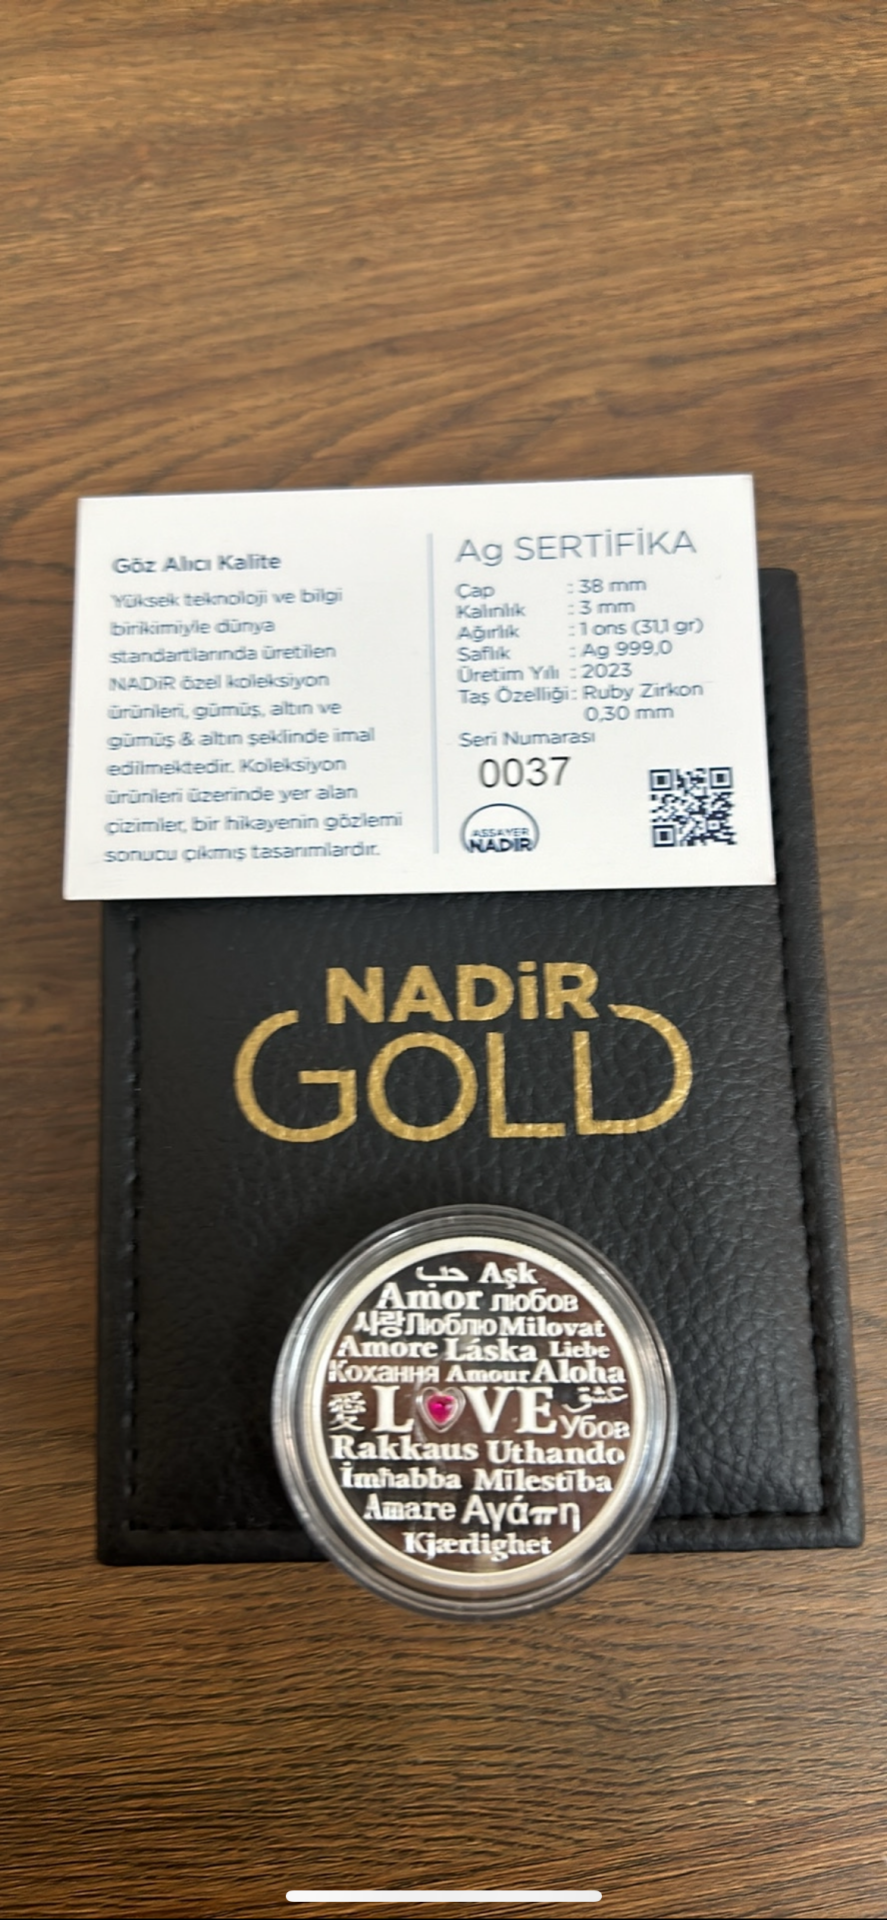 Göz Alıcı Kalite
Yüksek teknoloji ve bilgi
birikimiyle dünya
standartlarında üretilen
NADİR özel koleksiyon
ürünleri, gümüş, altın ve
gümüş & altın şeklinde imal
edilmektedir. Koleksiyon
ürünleri üzerinde yer alan
çizimler, bir hikayenin gözlemi
sonucu çıkmış tasarımlardır.
Ag SERTİFİKA
Çap : 38 mm
Kalınlık : 3 mm
Ağırlık : 1 ons (31,1 gr)
Saflık : Ag 999,0
Üretim Yılı : 2023
Taş Özelliği : Ruby Zirkon
0,30 mm
Seri Numarası
0037
ASSAYER
NADIR
NADiR
GOLD
حب Aşk
Amor любов
사랑 Люблю Milovat
Amore Láska Liebe
Кохання Amour Aloha
愛 LOVE عشق
Убов
Rakkaus Uthando
İmħabba Mīlestība
Amare Αγάπη
Kjærlighet